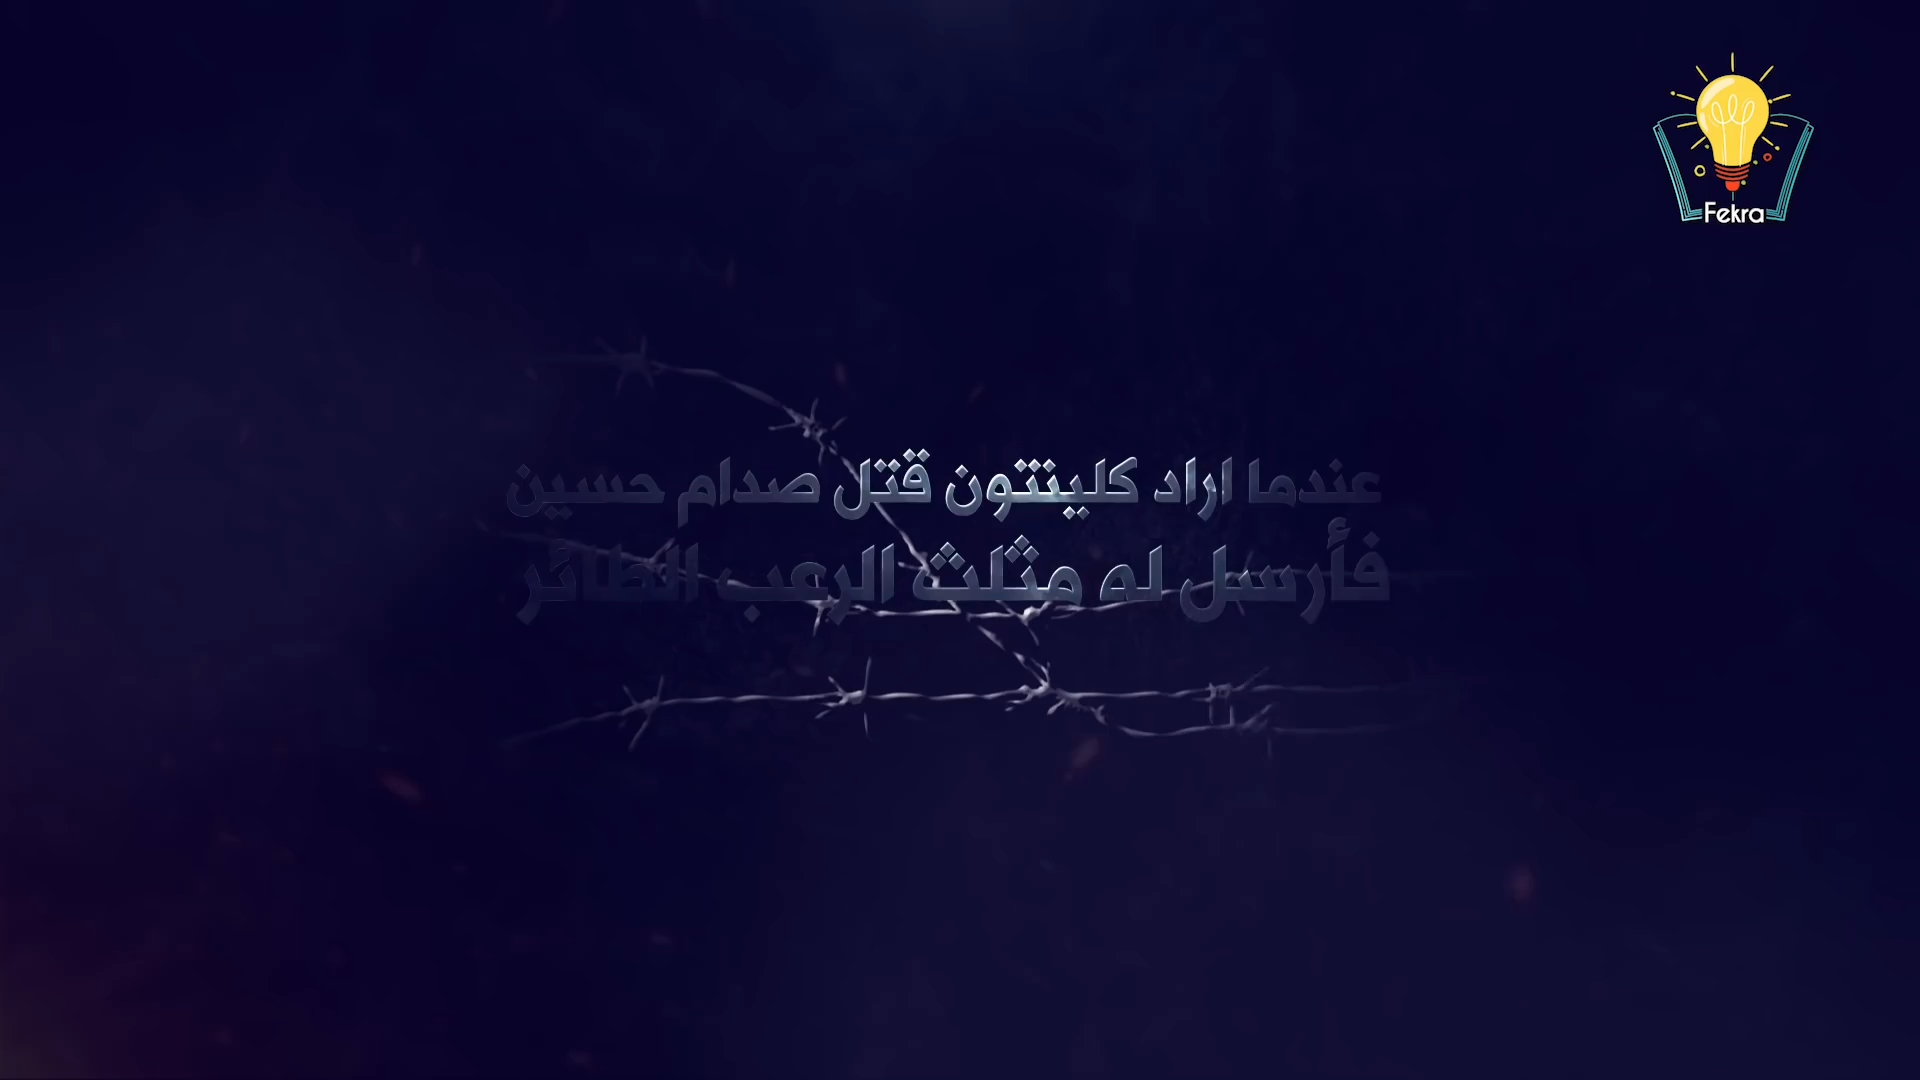 Fekra
عندما اراد كلينتون قتل صدام حسين
فأرسل له مثلث الرعب الطائر